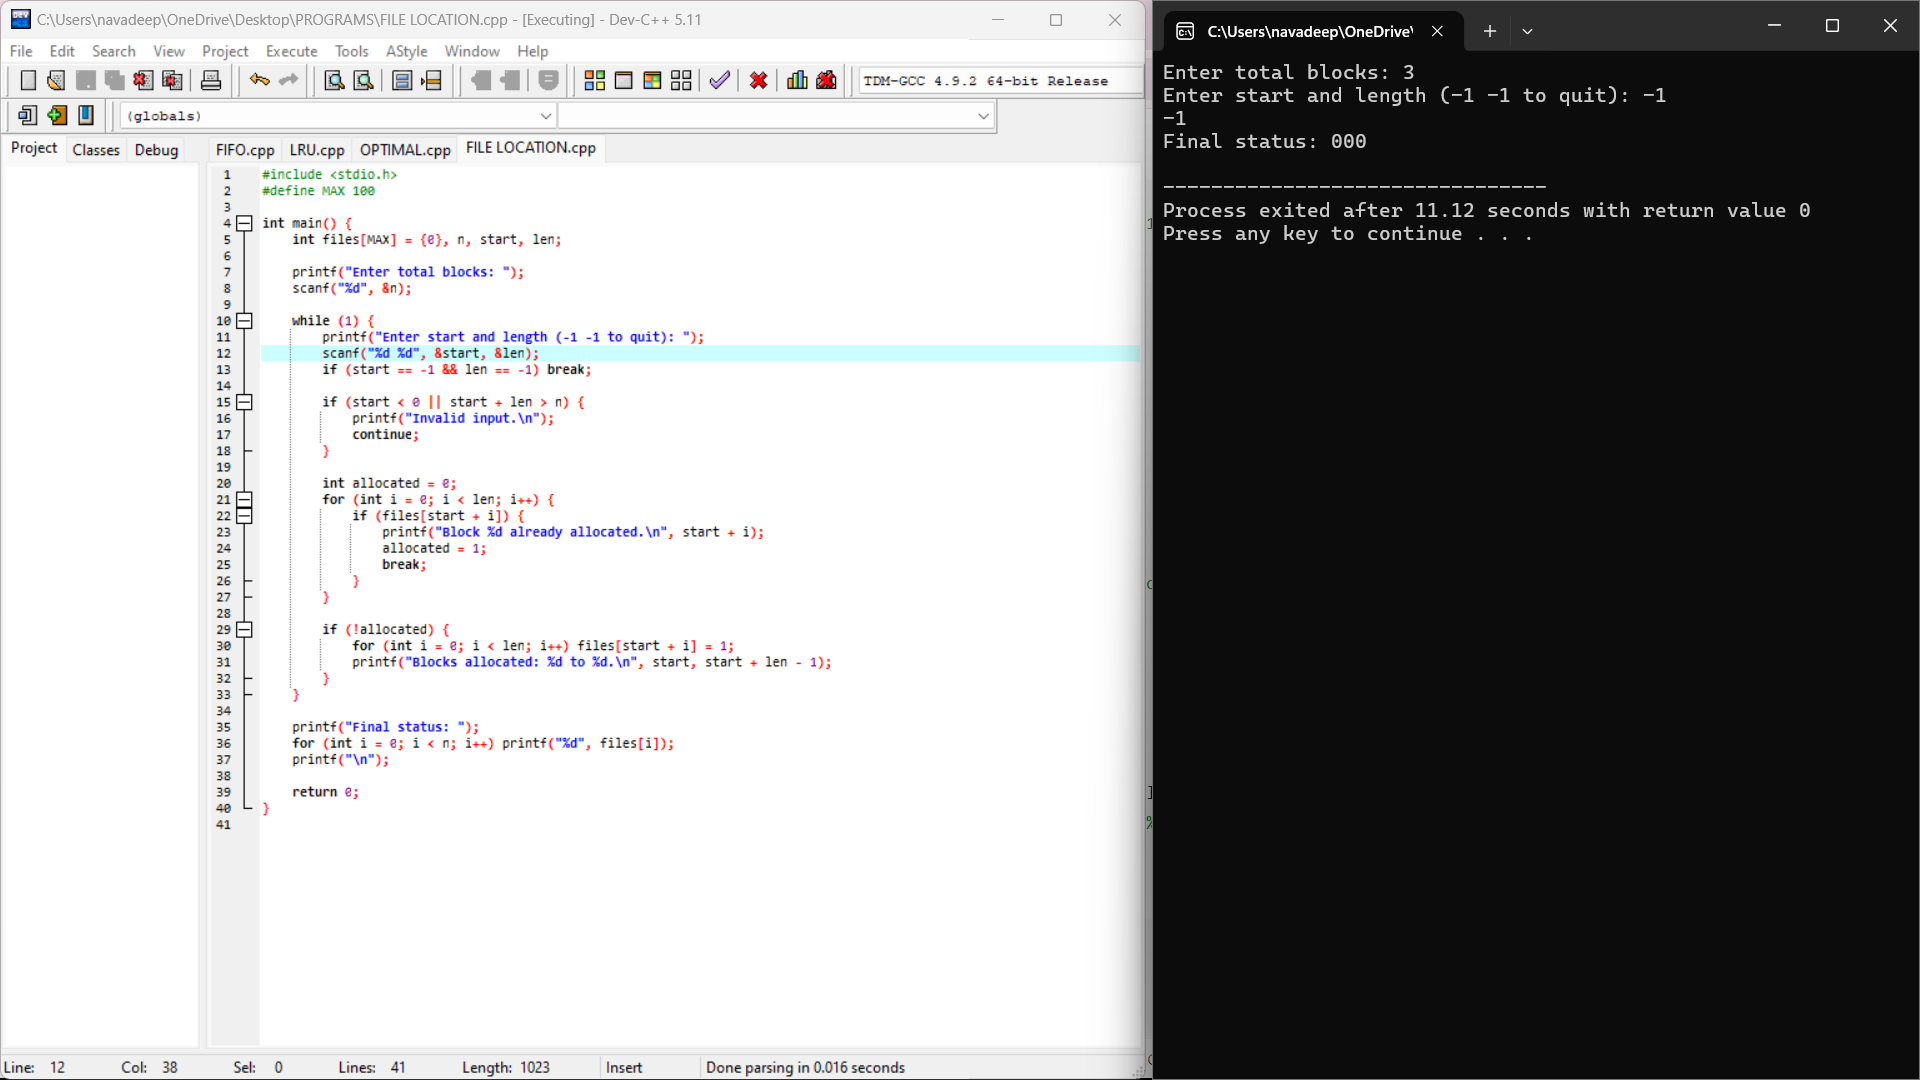 C:\Users\navadeep\OneDrive\Desktop\PROGRAMS\FILE LOCATION.cpp - [Executing] - Dev-C++ 5.11
File Edit Search View Project Execute Tools AStyle Window Help
TDM-GCC 4.9.2 64-bit Release
(globals)
Project Classes Debug
FIFO.cpp LRU.cpp OPTIMAL.cpp FILE LOCATION.cpp
1 #include <stdio.h>
2 #define MAX 100
3
4 int main() {
5 int files[MAX] = {0}, n, start, len;
6
7 printf("Enter total blocks: ");
8 scanf("%d", &n);
9
10 while (1) {
11 printf("Enter start and length (-1 -1 to quit): ");
12 scanf("%d %d", &start, &len);
13 if (start == -1 && len == -1) break;
14
15 if (start < 0 || start + len > n) {
16 printf("Invalid input.\n");
17 continue;
18 }
19
20 int allocated = 0;
21 for (int i = 0; i < len; i++) {
22 if (files[start + i]) {
23 printf("Block %d already allocated.\n", start + i);
24 allocated = 1;
25 break;
26 }
27 }
28
29 if (!allocated) {
30 for (int i = 0; i < len; i++) files[start + i] = 1;
31 printf("Blocks allocated: %d to %d.\n", start, start + len - 1);
32 }
33 }
34
35 printf("Final status: ");
36 for (int i = 0; i < n; i++) printf("%d", files[i]);
37 printf("\n");
38
39 return 0;
40 }
41
Line: 12 Col: 38 Sel: 0 Lines: 41 Length: 1023 Insert Done parsing in 0.016 seconds
C:\Users\navadeep\OneDrive\
Enter total blocks: 3
Enter start and length (-1 -1 to quit): -1
-1
Final status: 000
--------------------------------
Process exited after 11.12 seconds with return value 0
Press any key to continue . . .